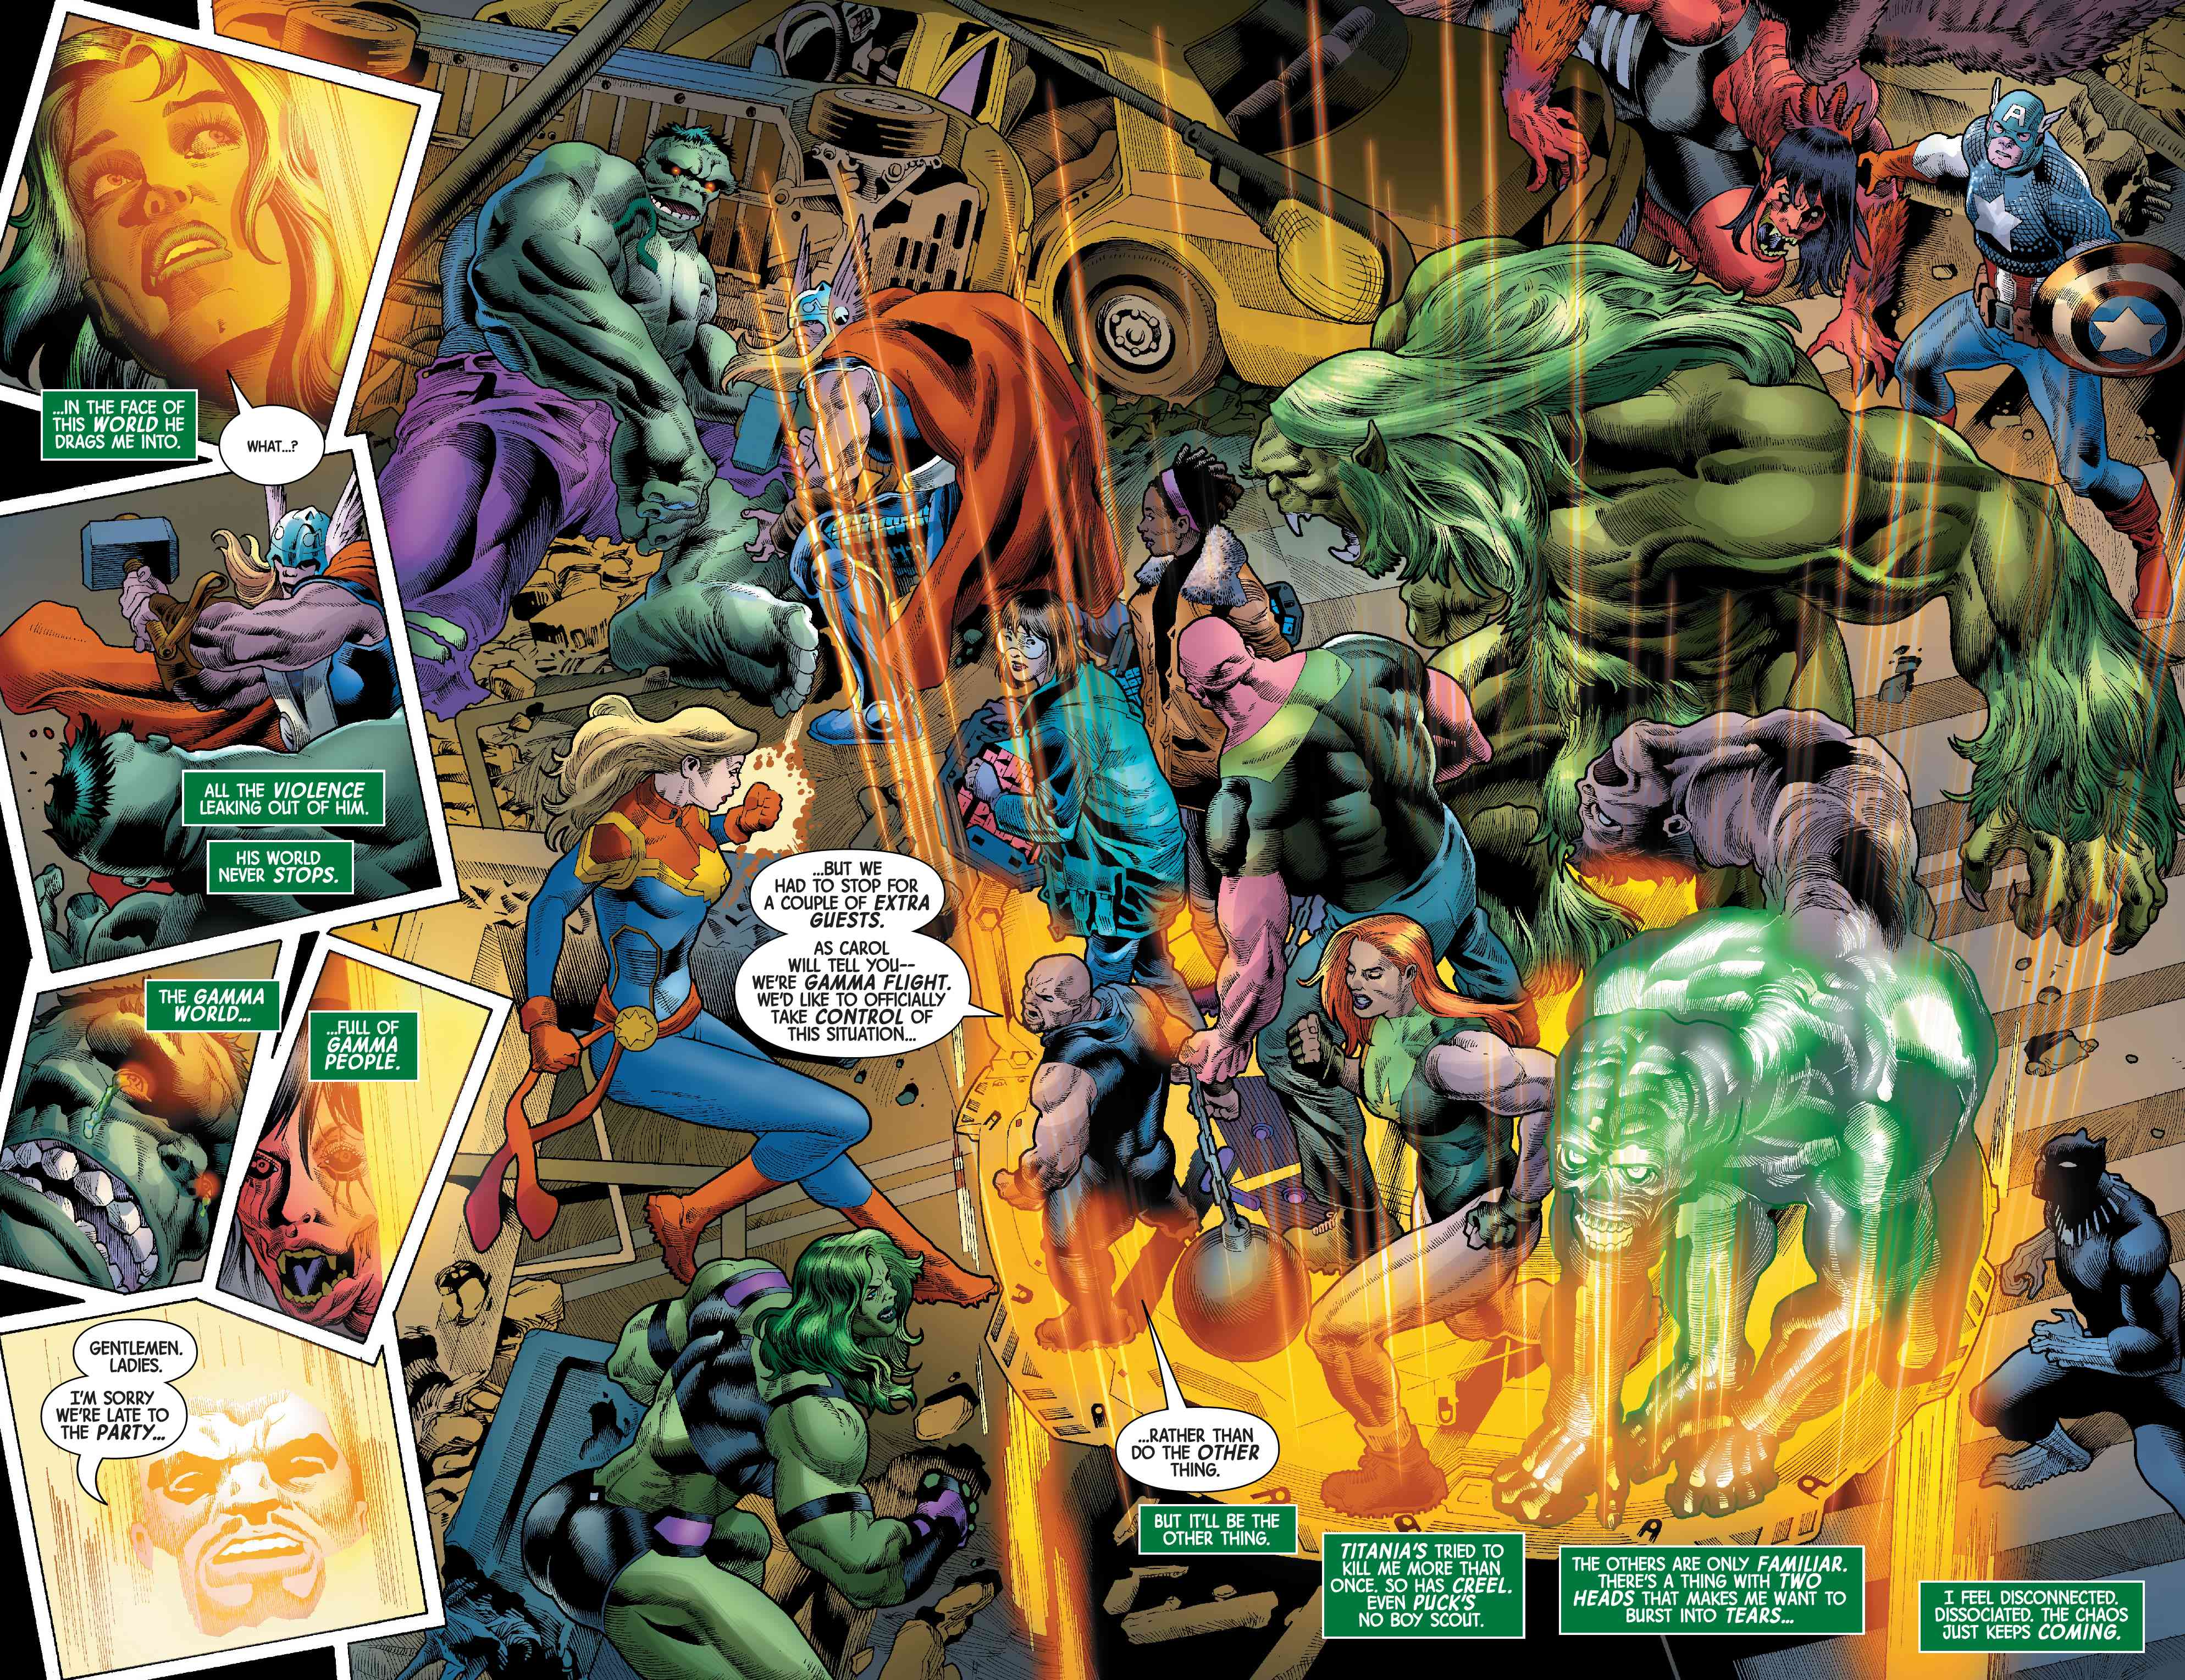 ...IN THE FACE OF
THIS WORLD HE
DRAGS ME INTO.
WHAT...?
ALL THE VIOLENCE
LEAKING OUT OF HIM.
HIS WORLD
NEVER STOPS.
THE GAMMA
WORLD...
...FULL OF
GAMMA
PEOPLE.
GENTLEMEN.
LADIES.
I'M SORRY
WE'RE LATE TO
THE PARTY...
...BUT WE
HAD TO STOP FOR
A COUPLE OF EXTRA
GUESTS.
AS CAROL
WILL TELL YOU--
WE'RE GAMMA FLIGHT.
WE'D LIKE TO OFFICIALLY
TAKE CONTROL OF
THIS SITUATION...
A
...RATHER THAN
DO THE OTHER
THING.
BUT IT'LL BE THE
OTHER THING.
TITANIA'S TRIED TO
KILL ME MORE THAN
ONCE. SO HAS CREEL.
EVEN PUCK'S
NO BOY SCOUT.
THE OTHERS ARE ONLY FAMILIAR.
THERE'S A THING WITH TWO
HEADS THAT MAKES ME WANT TO
BURST INTO TEARS...
I FEEL DISCONNECTED.
DISSOCIATED. THE CHAOS
JUST KEEPS COMING.